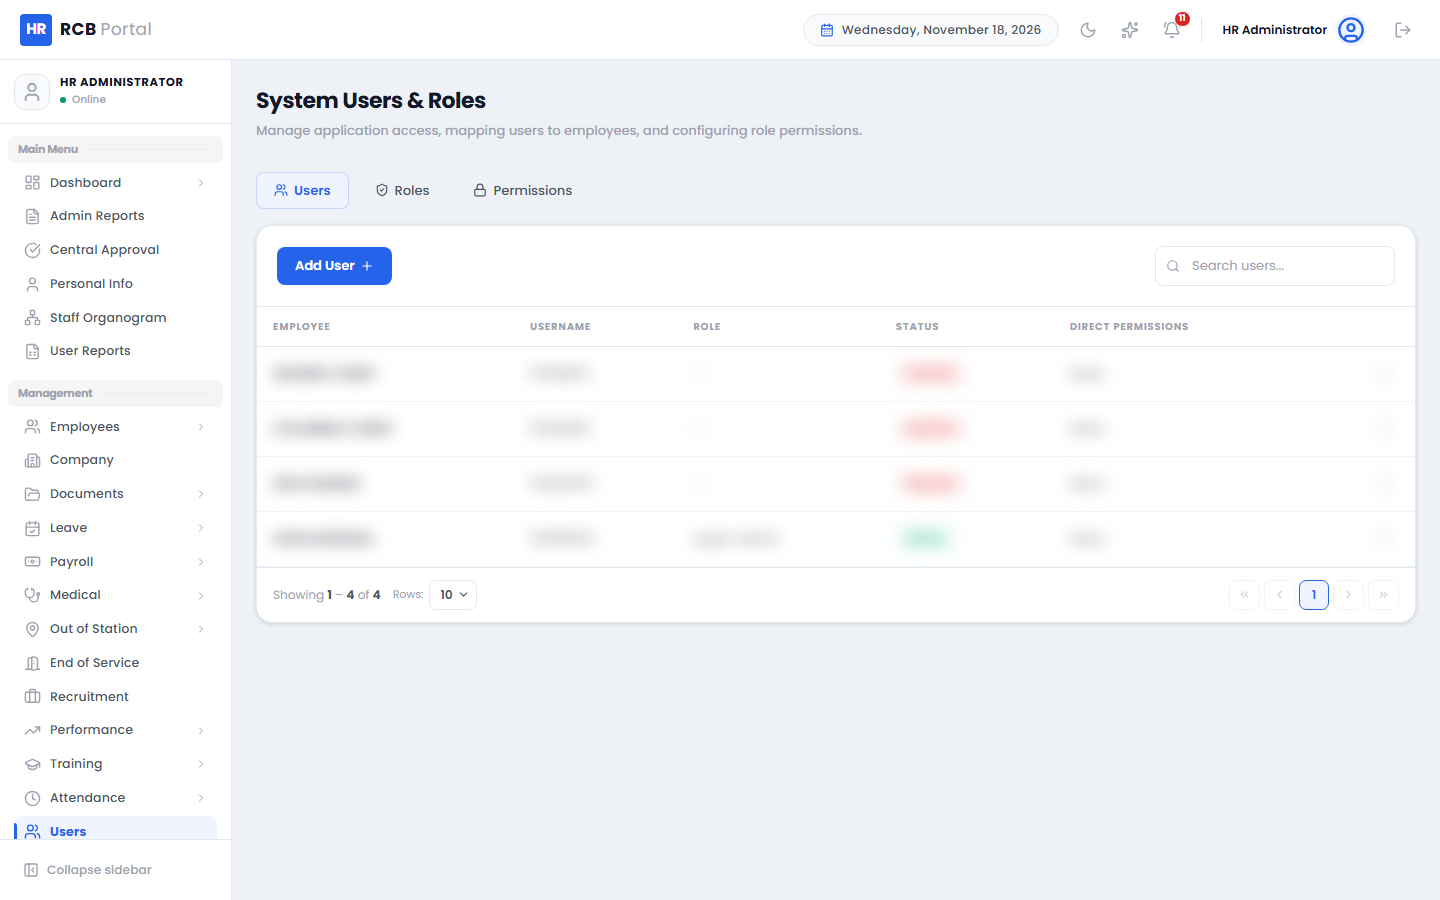 HR RCB Portal
Wednesday, November 18, 2026
11
HR Administrator
HR ADMINISTRATOR
Online
Main Menu
Dashboard
Admin Reports
Central Approval
Personal Info
Staff Organogram
User Reports
Management
Employees
Company
Documents
Leave
Payroll
Medical
Out of Station
End of Service
Recruitment
Performance
Training
Attendance
Users
Collapse sidebar
System Users & Roles
Manage application access, mapping users to employees, and configuring role permissions.
Users Roles Permissions
Add User +
Search users...
EMPLOYEE USERNAME ROLE STATUS DIRECT PERMISSIONS
Showing 1 – 4 of 4 Rows: 10
« ‹ 1 › »